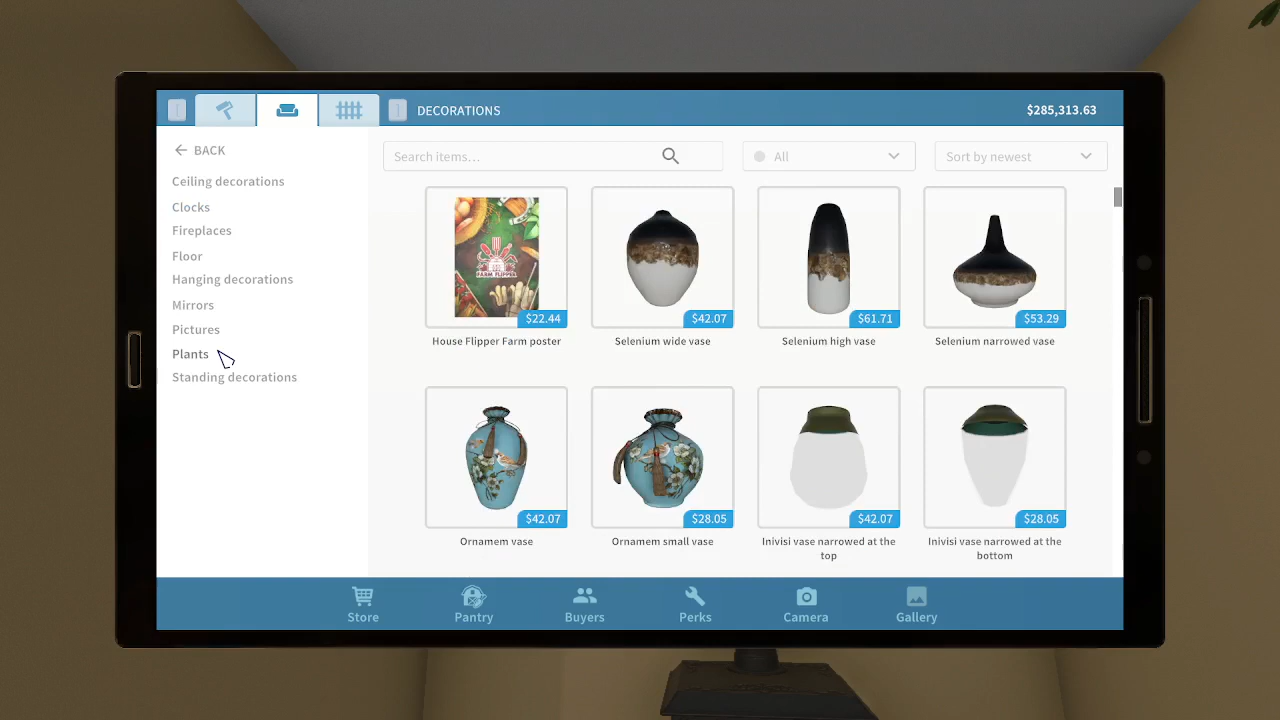 DECORATIONS
$285,313.63
BACK
Ceiling decorations
Clocks
Fireplaces
Floor
Hanging decorations
Mirrors
Pictures
Plants
Standing decorations
Search items...
All
Sort by newest
FARM FLIPPER
$22.44
$42.07
$61.71
$53.29
House Flipper Farm poster
Selenium wide vase
Selenium high vase
Selenium narrowed vase
$42.07
$28.05
$42.07
$28.05
Ornamem vase
Ornamem small vase
Inivisi vase narrowed at the
top
Inivisi vase narrowed at the
bottom
Store
Pantry
Buyers
Perks
Camera
Gallery